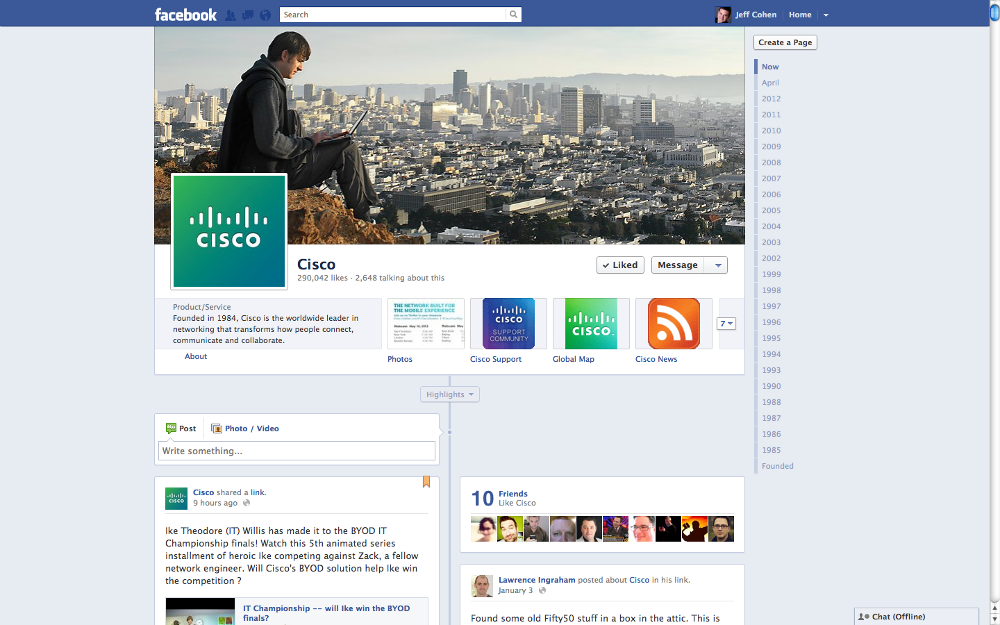 facebook
Search
Jeff Cohen
Home
Create a Page
Now
April
2012
2011
2010
2009
2008
2007
2006
2005
2004
2003
2002
1999
1998
1997
1996
1995
1994
1993
1990
1988
1987
1986
1985
Founded
CISCO
Cisco
290,042 likes · 2,648 talking about this
Liked
Message
Product/Service
Founded in 1984, Cisco is the worldwide leader in
networking that transforms how people connect,
communicate and collaborate.
About
THE NETWORK BUILT FOR
THE MOBILE EXPERIENCE
Photos
CISCO
SUPPORT
COMMUNITY
Cisco Support
CISCO
Global Map
Cisco News
7
Highlights
Post
Photo / Video
Write something...
CISCO
Cisco shared a link.
9 hours ago
Ike Theodore (IT) Willis has made it to the BYOD IT
Championship finals! Watch this 5th animated series
installment of heroic Ike competing against Zack, a fellow
network engineer. Will Cisco's BYOD solution help Ike win
the competition ?
IT Championship -- will Ike win the BYOD
finals?
10 Friends
Like Cisco
Lawrence Ingraham posted about Cisco in his link.
January 3
Found some old Fifty50 stuff in a box in the attic. This is
Chat (Offline)